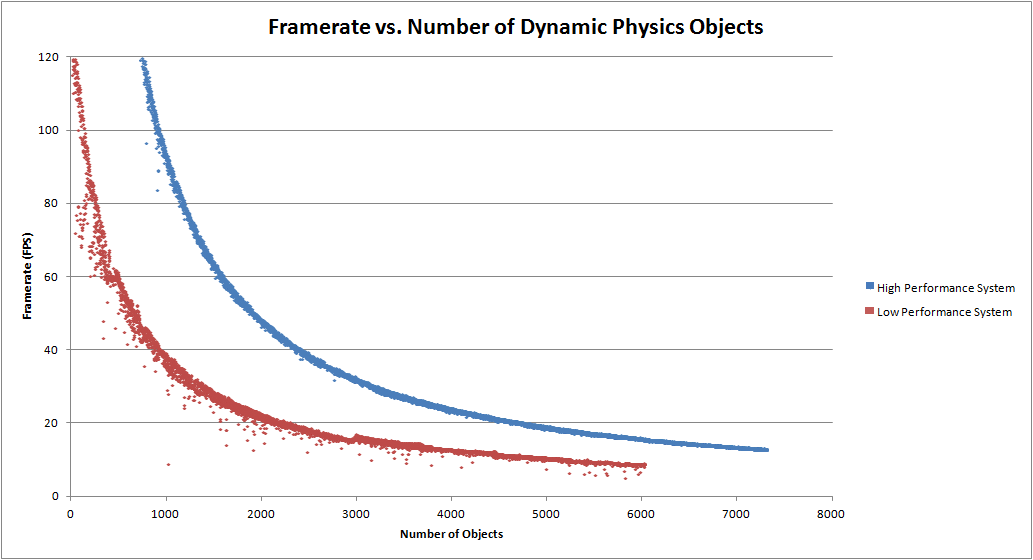 Framerate vs. Number of Dynamic Physics Objects
120
100
80
60
40
20
0
Framerate (FPS)
0 1000 2000 3000 4000 5000 6000 7000 8000
Number of Objects
High Performance System
Low Performance System